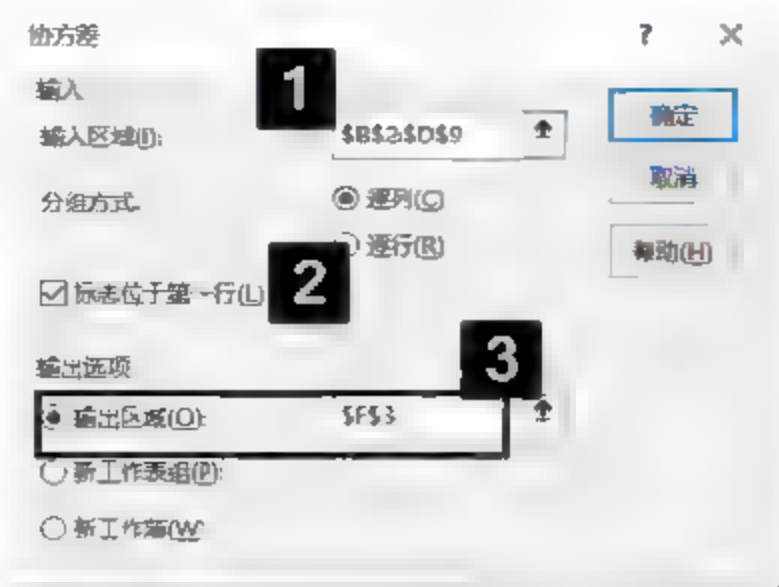 协方差
?
×
输入
1
确定
输入区域(I):
$B$2:$D$9
取消
分组方式:
逐列(C)
逐行(R)
帮助(H)
标志位于第一行(L)
2
输出选项
3
输出区域(O):
$F$3
新工作表组(P):
新工作簿(W)